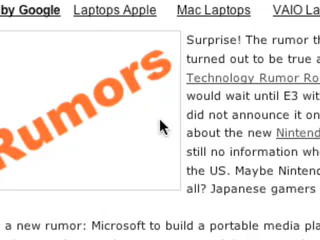 by Google Laptops Apple Mac Laptops VAIO La
Rumors
Surprise! The rumor th
turned out to be true a
Technology Rumor Ro
would wait until E3 wit
did not announce it on
about the new Nintend
still no information whe
the US. Maybe Nintend
all? Japanese gamers
a new rumor: Microsoft to build a portable media pla